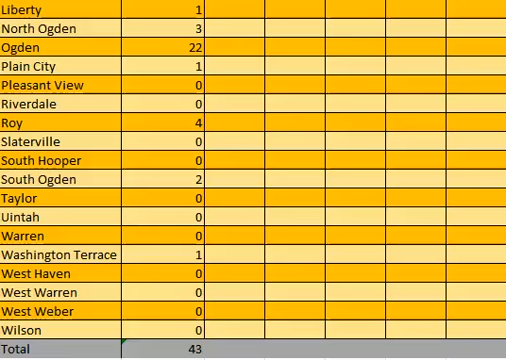 Liberty 1
North Ogden 3
Ogden 22
Plain City 1
Pleasant View 0
Riverdale 0
Roy 4
Slaterville 0
South Hooper 0
South Ogden 2
Taylor 0
Uintah 0
Warren 0
Washington Terrace 1
West Haven 0
West Warren 0
West Weber 0
Wilson 0
Total 43